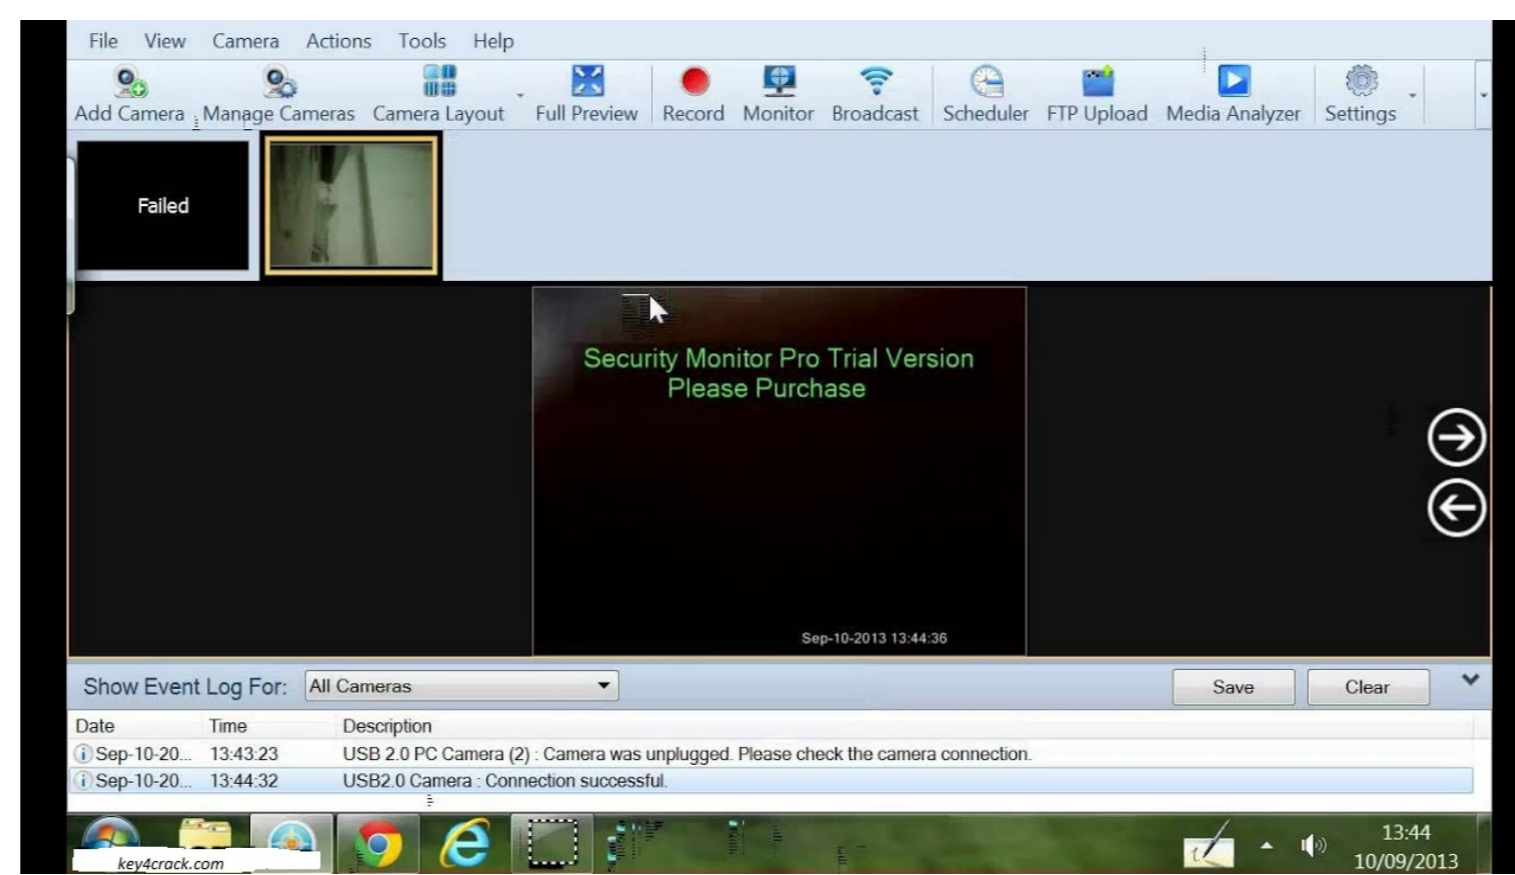 File View Camera Actions Tools Help
Add Camera Manage Cameras Camera Layout Full Preview Record Monitor Broadcast Scheduler FTP Upload Media Analyzer Settings
Failed
Security Monitor Pro Trial Version
Please Purchase
Sep-10-2013 13:44:36
Show Event Log For: All Cameras Save Clear
Date Time Description
Sep-10-20... 13:43:23 USB 2.0 PC Camera (2) : Camera was unplugged. Please check the camera connection.
Sep-10-20... 13:44:32 USB2.0 Camera : Connection successful.
13:44
key4crack.com
10/09/2013